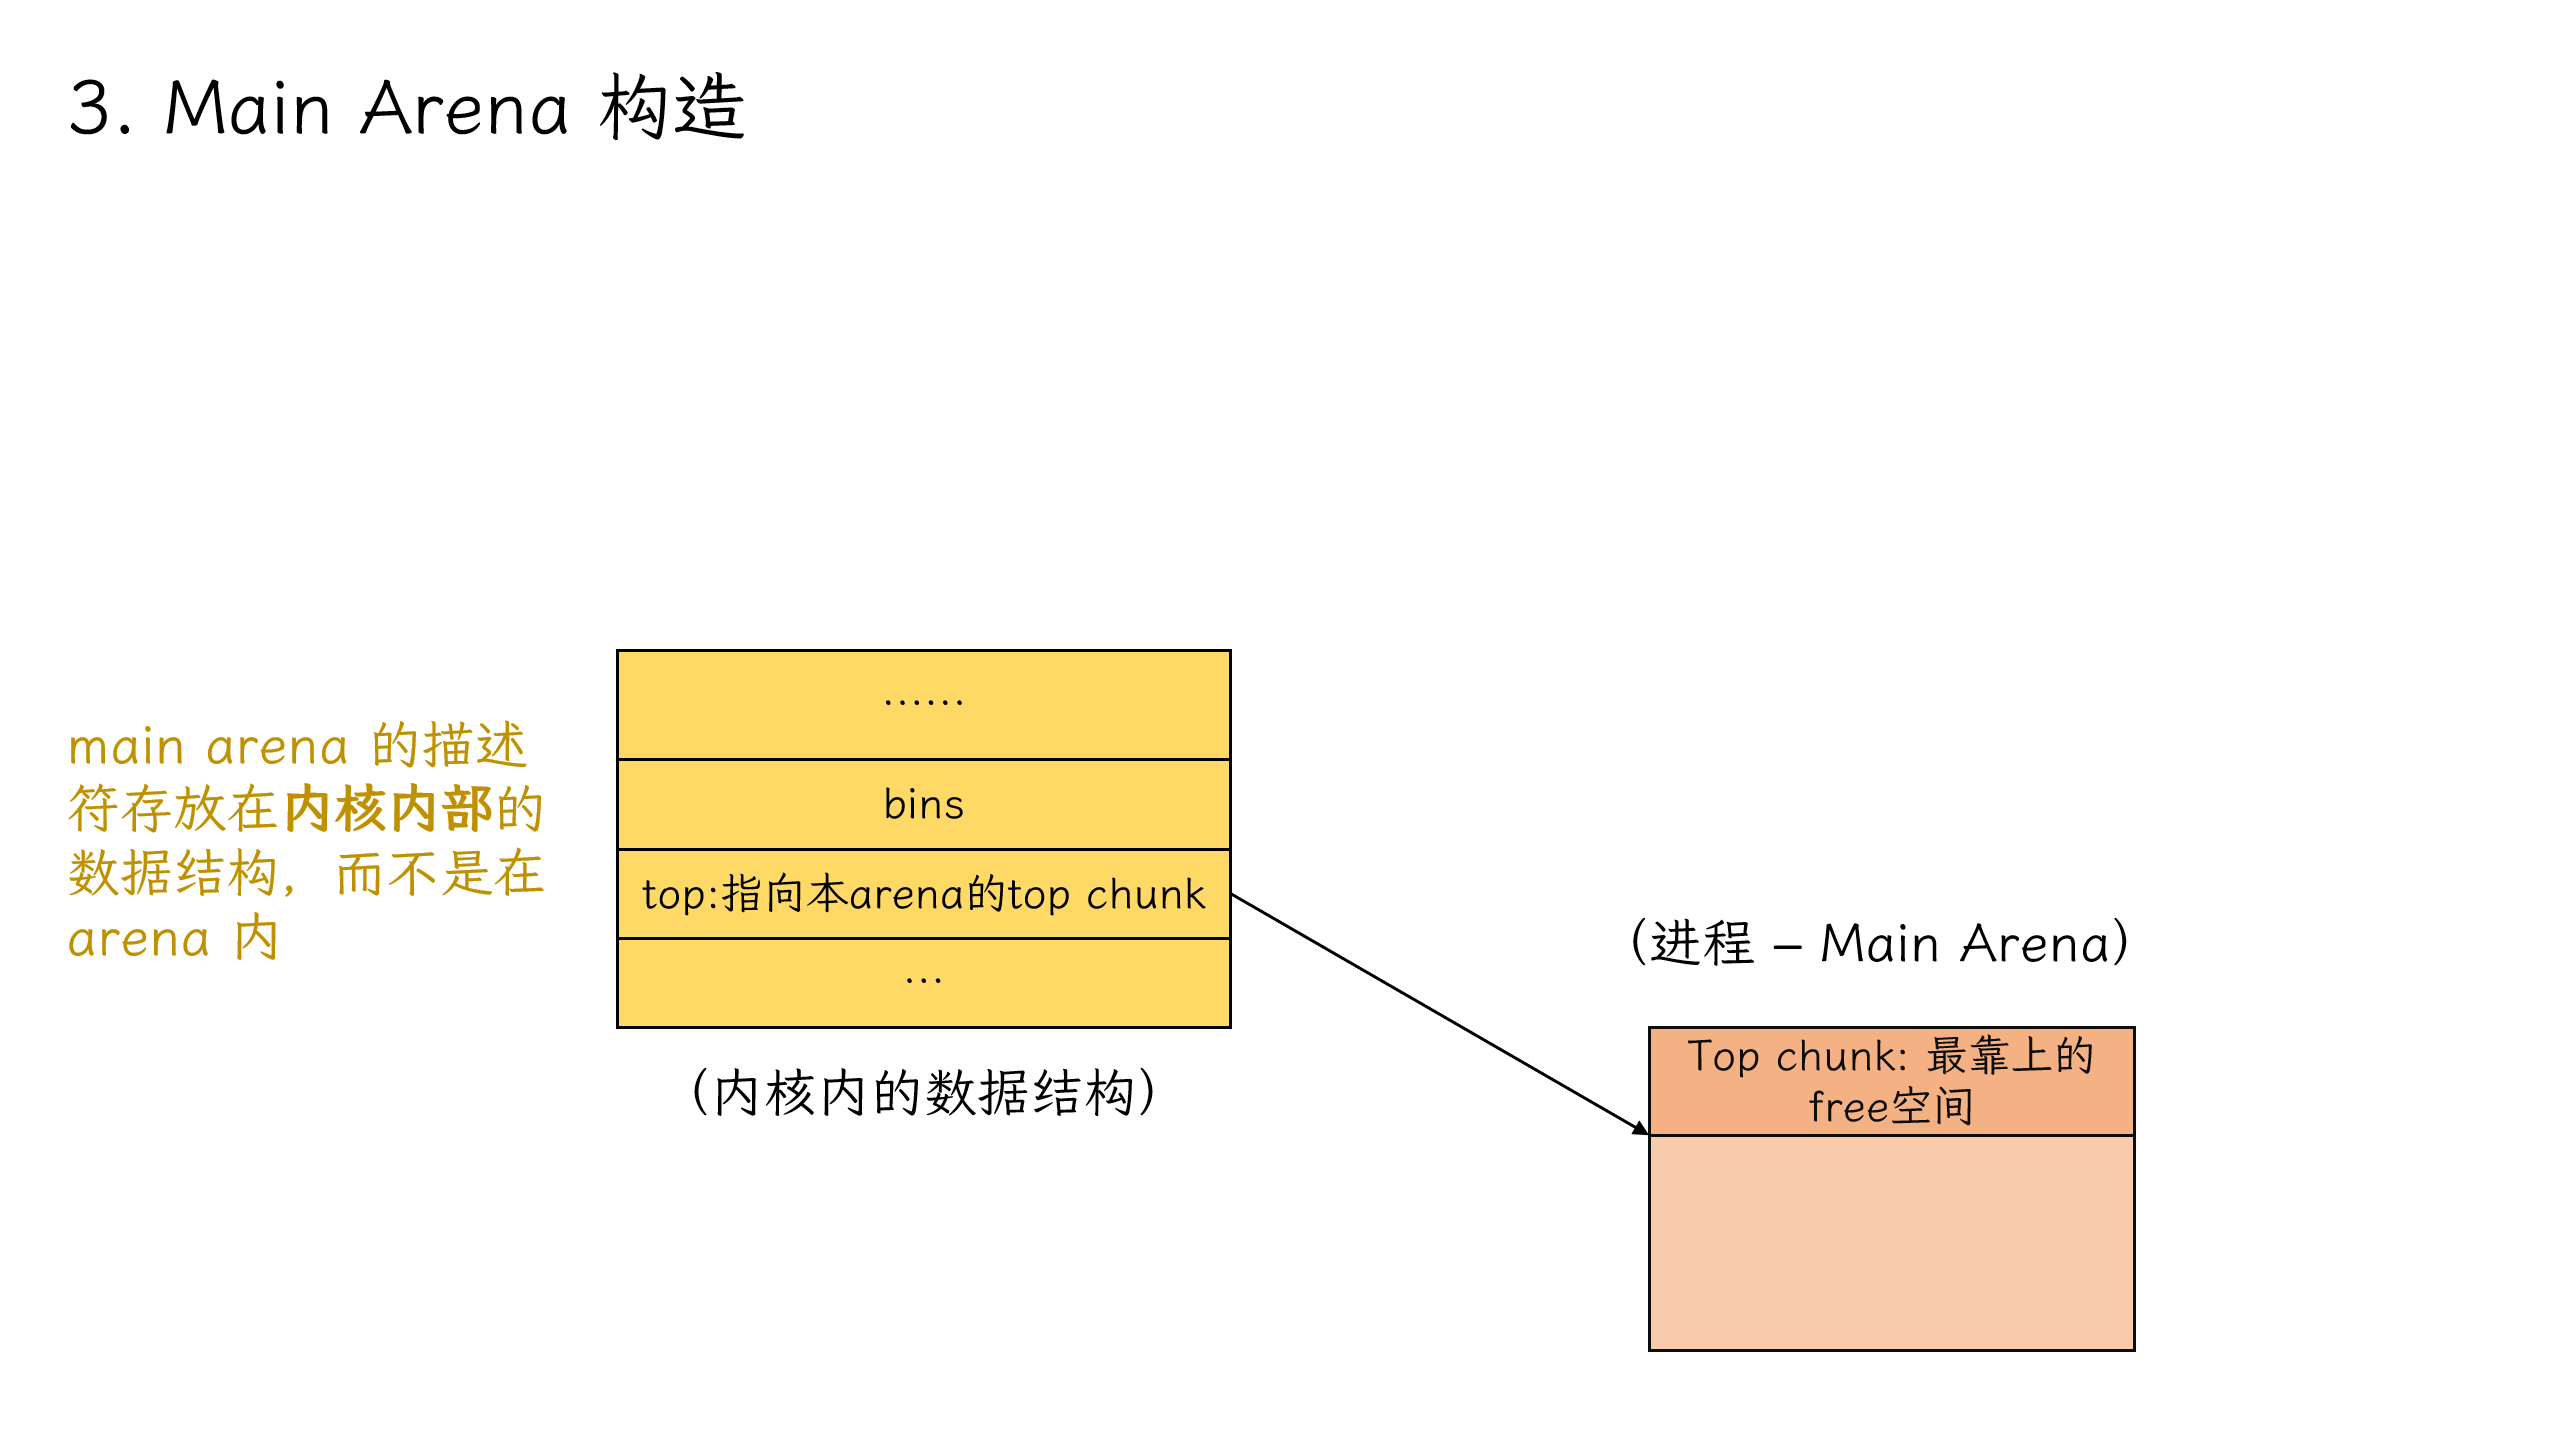 3. Main Arena 构造
main arena 的描述
符存放在内核内部的
数据结构，而不是在
arena 内
……
bins
top:指向本arena的top chunk
…
(内核内的数据结构)
(进程 – Main Arena)
Top chunk: 最靠上的
free空间